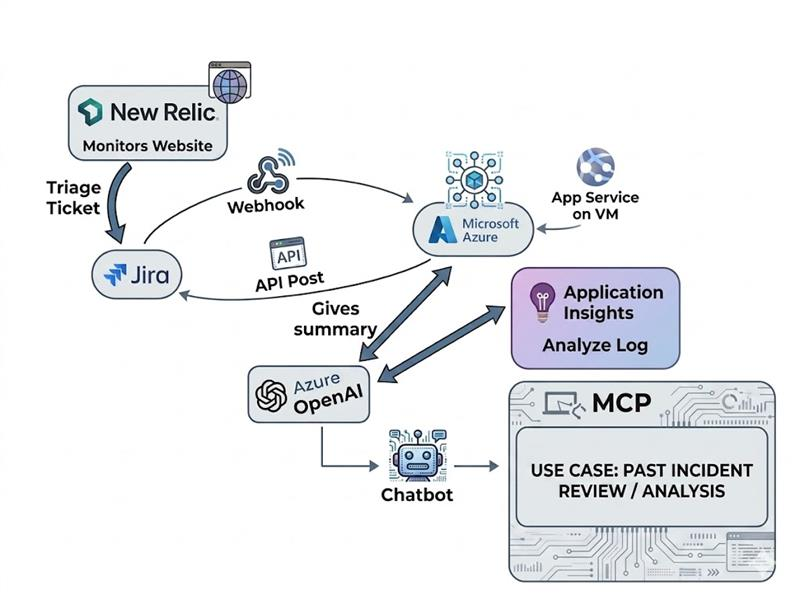 New Relic.
Monitors Website
Triage
Ticket
Webhook
Jira
API
API Post
Microsoft
Azure
App Service
on VM
Gives
summary
Application
Insights
Analyze Log
Azure
OpenAI
Chatbot
MCP
USE CASE: PAST INCIDENT
REVIEW / ANALYSIS